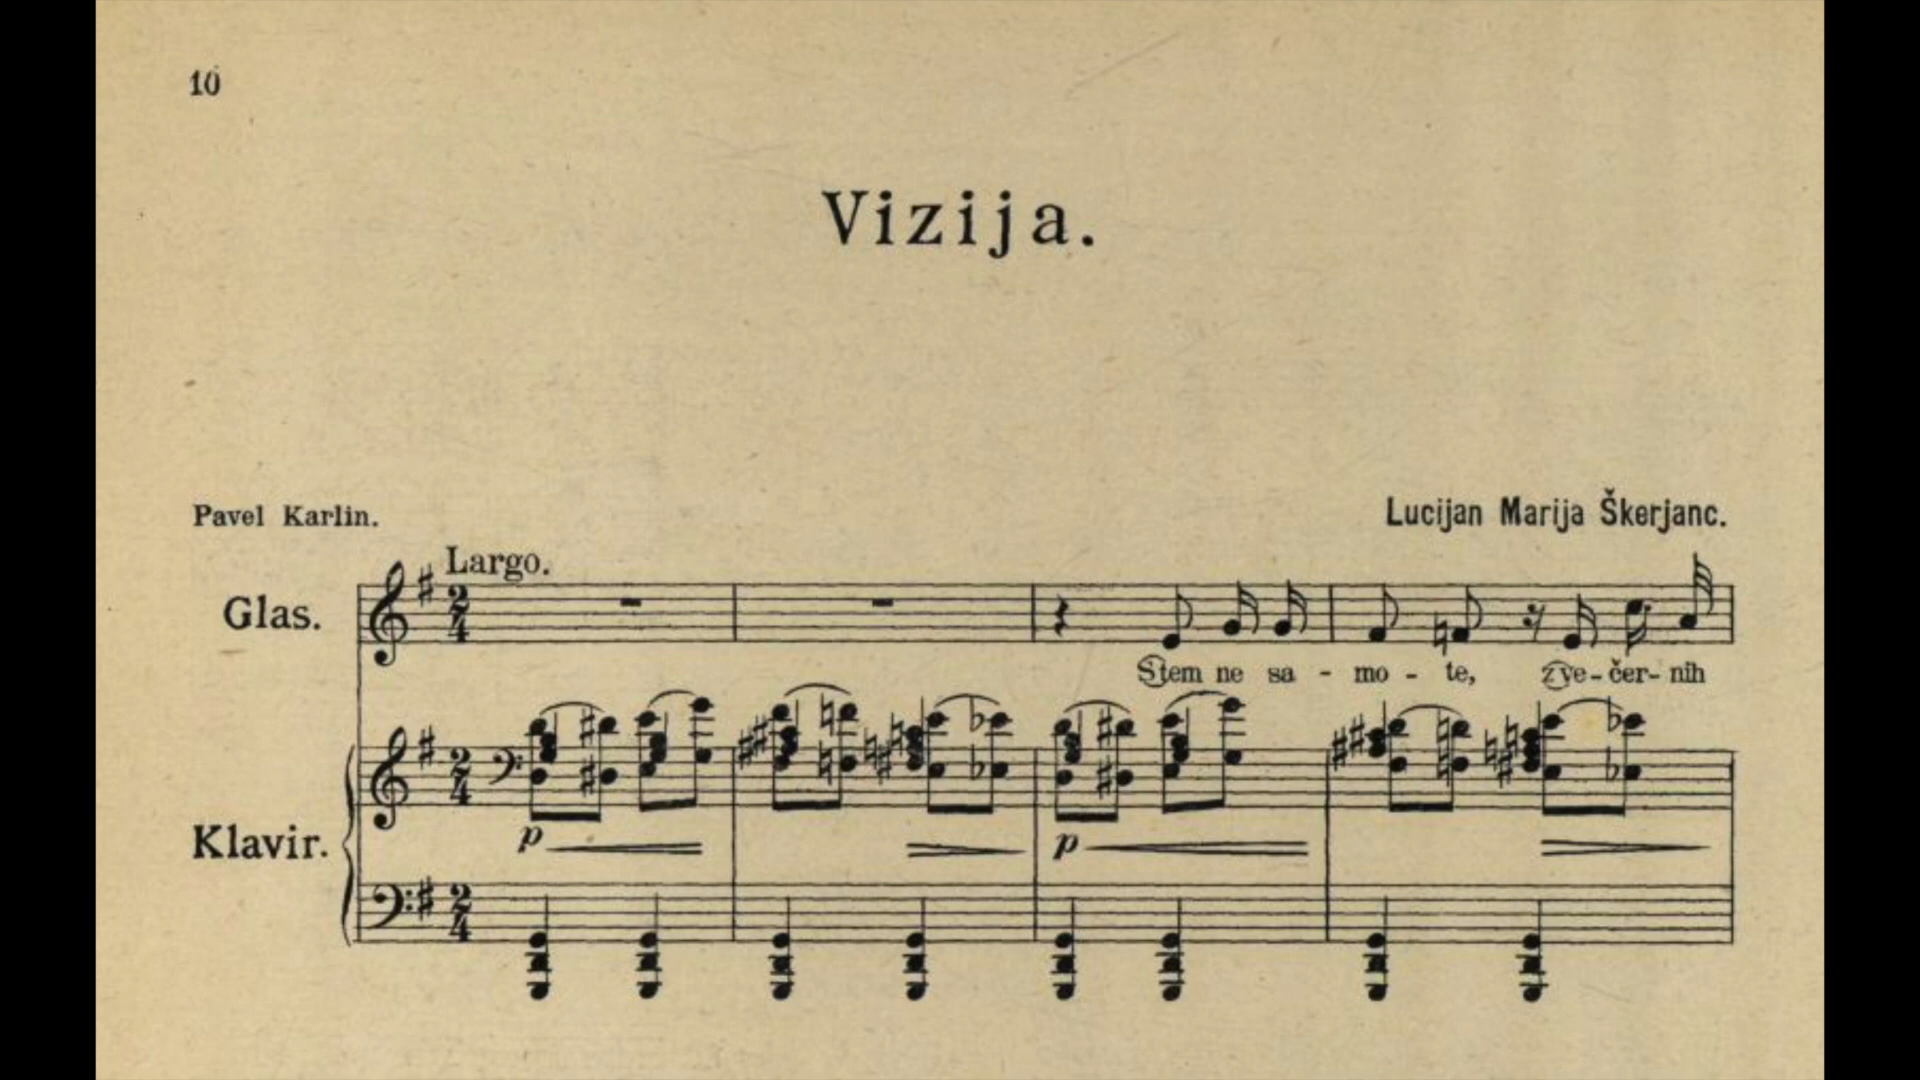 10
Vizija.
Pavel Karlin.
Lucijan Marija Škerjanc.
Largo.
Glas.
Stem ne sa - mo - te, zve - čer - nih
p p
Klavir.